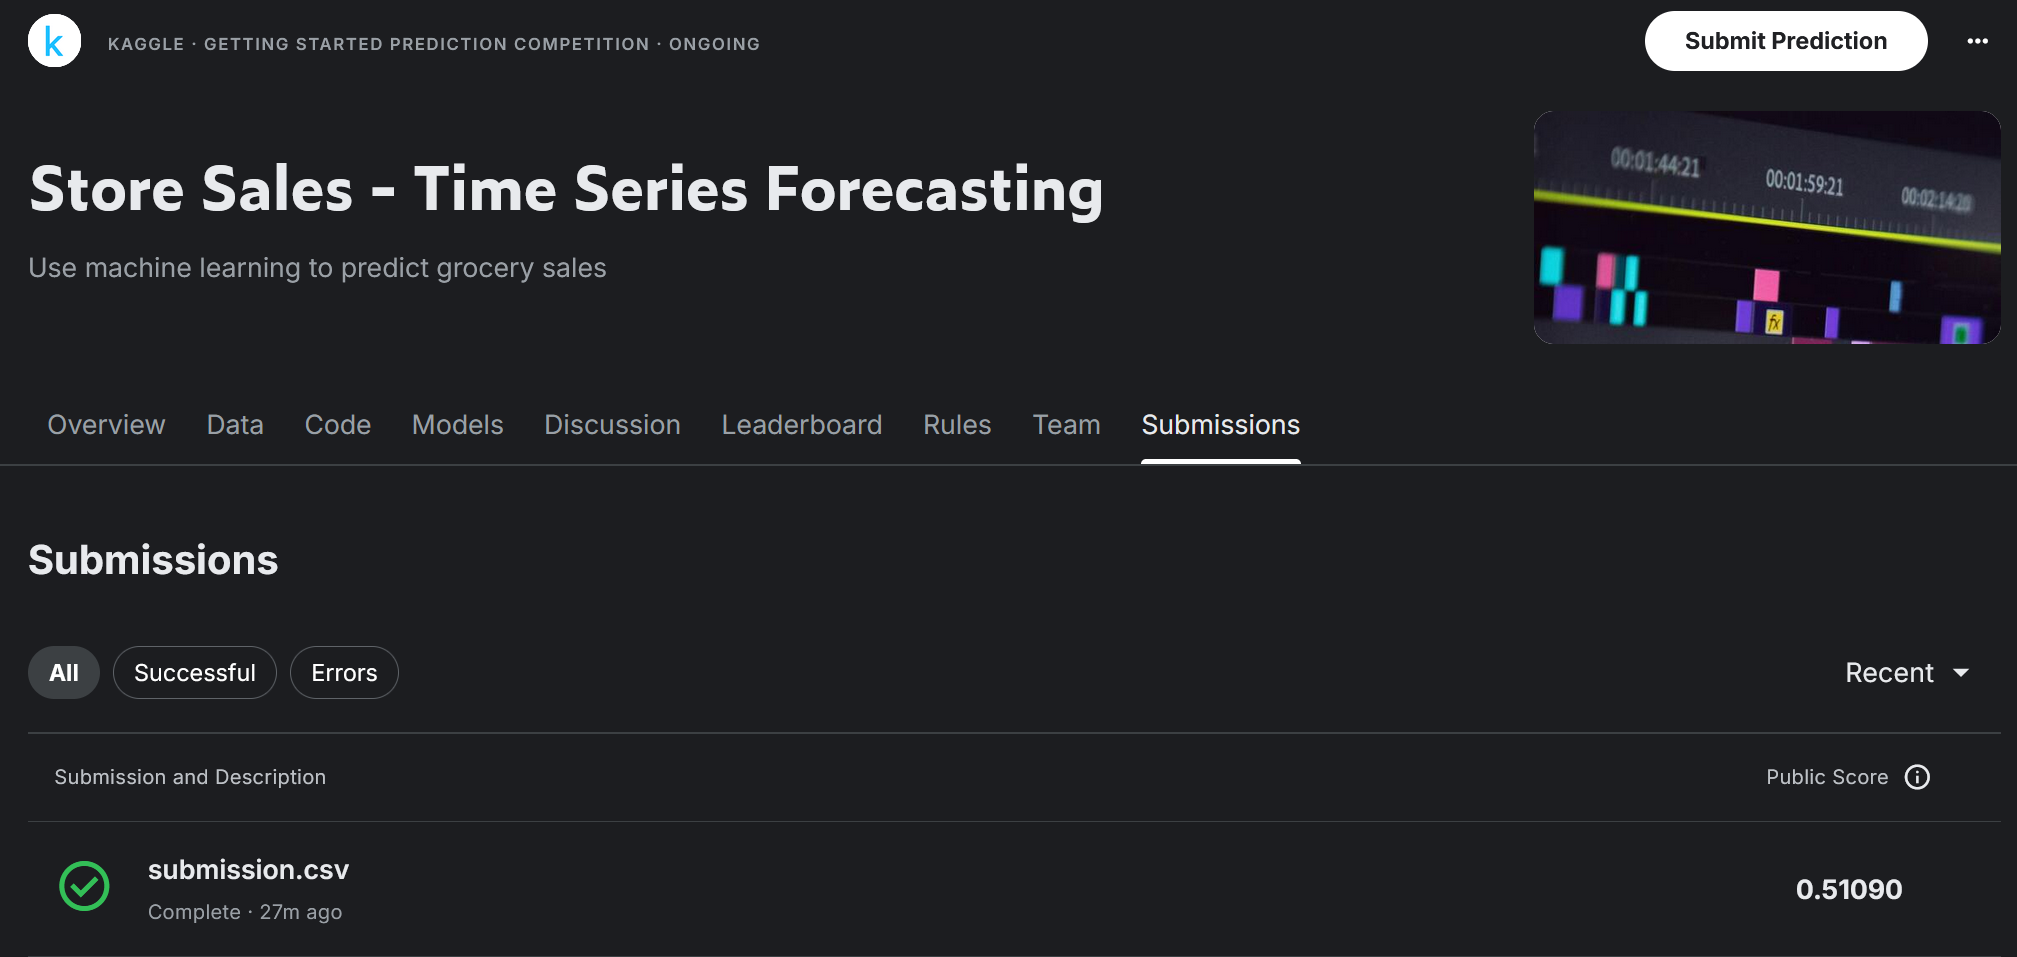 k
KAGGLE · GETTING STARTED PREDICTION COMPETITION · ONGOING
Submit Prediction
Store Sales - Time Series Forecasting
Use machine learning to predict grocery sales
00:01:44:21
00:01:59:21
00:02:14:20
fx
Overview Data Code Models Discussion Leaderboard Rules Team Submissions
Submissions
All Successful Errors
Recent
Submission and Description
Public Score
submission.csv
Complete · 27m ago
0.51090